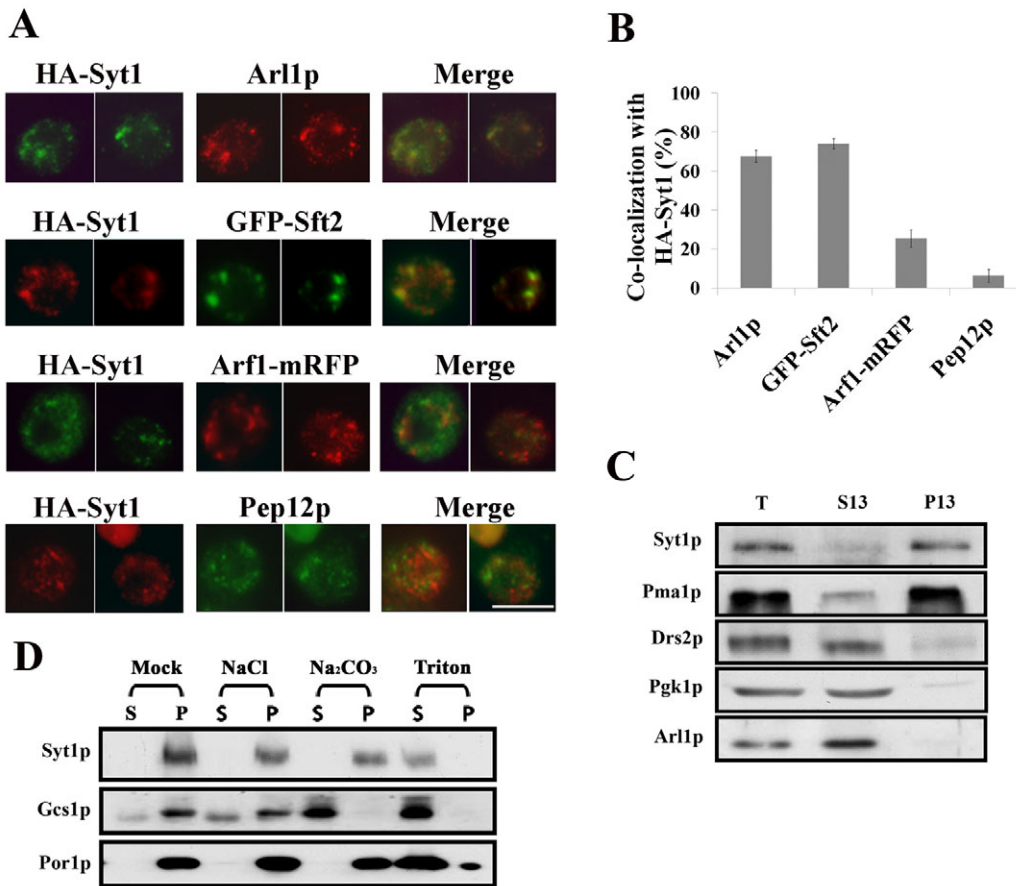 A
HA-Syt1 Arl1p Merge
HA-Syt1 GFP-Sft2 Merge
HA-Syt1 Arf1-mRFP Merge
HA-Syt1 Pep12p Merge
B
Co-localization with
HA-Syt1 (%)
100
80
60
40
20
0
Arl1p GFP-Sft2 Arf1-mRFP Pep12p
C
T S13 P13
Syt1p
Pma1p
Drs2p
Pgk1p
Arl1p
D
Mock NaCl Na₂CO₃ Triton
S P S P S P S P
Syt1p
Gcs1p
Por1p